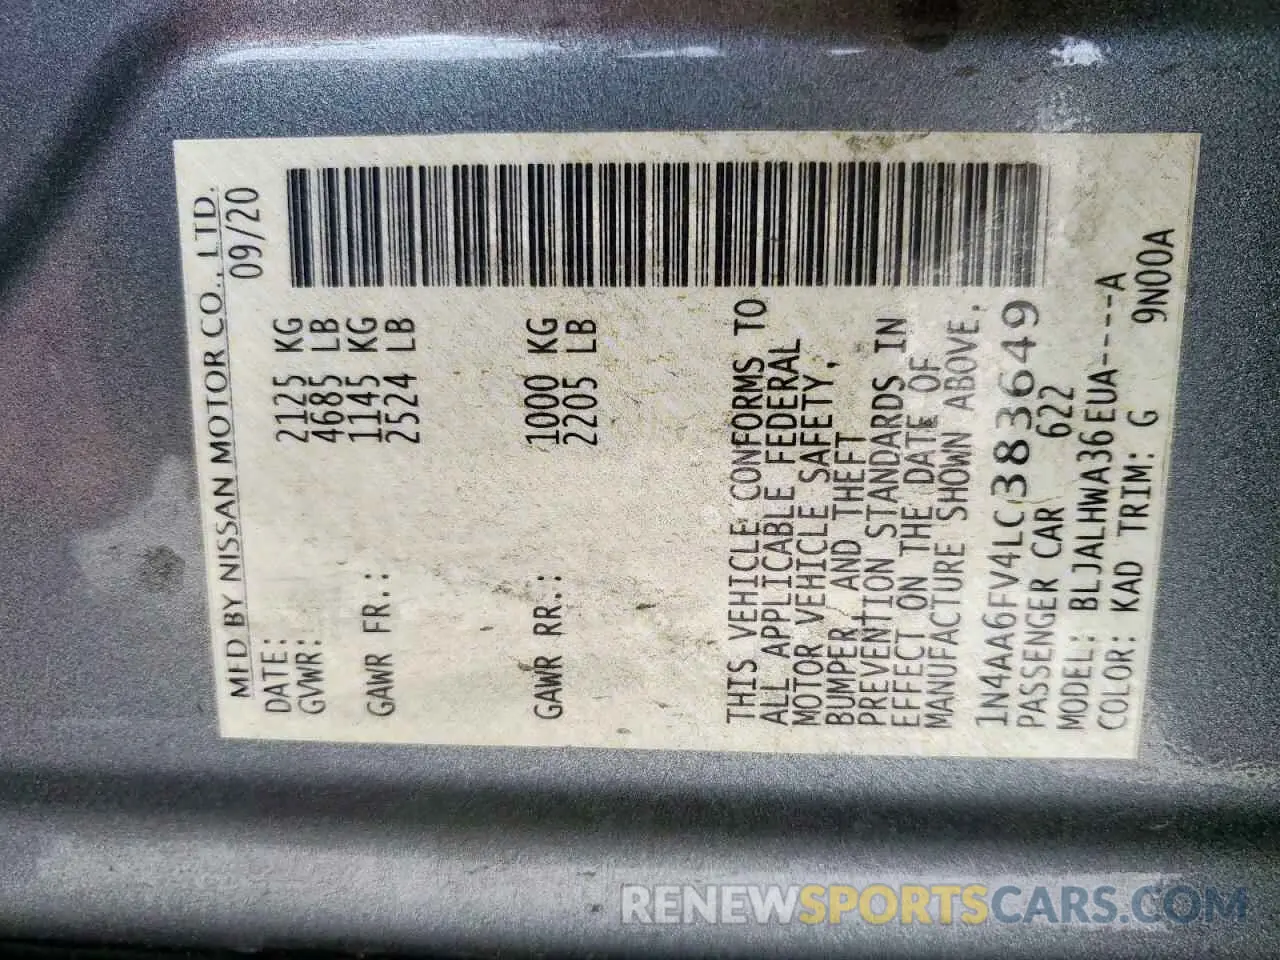 MFD BY NISSAN MOTOR CO., LTD.
DATE: 09/20
GVWR: 2125 KG
4685 LB
GAWR FR.: 1145 KG
2524 LB
GAWR RR.: 1000 KG
2205 LB
THIS VEHICLE CONFORMS TO
ALL APPLICABLE FEDERAL
MOTOR VEHICLE SAFETY,
BUMPER AND THEFT
PREVENTION STANDARDS IN
EFFECT ON THE DATE OF
MANUFACTURE SHOWN ABOVE.
1N4AA6FV4LC383649
PASSENGER CAR 622
MODEL: BLJALHWA36EUA----A
COLOR: KAD TRIM: G 9N00A
RENEWSPORTSCARS.COM